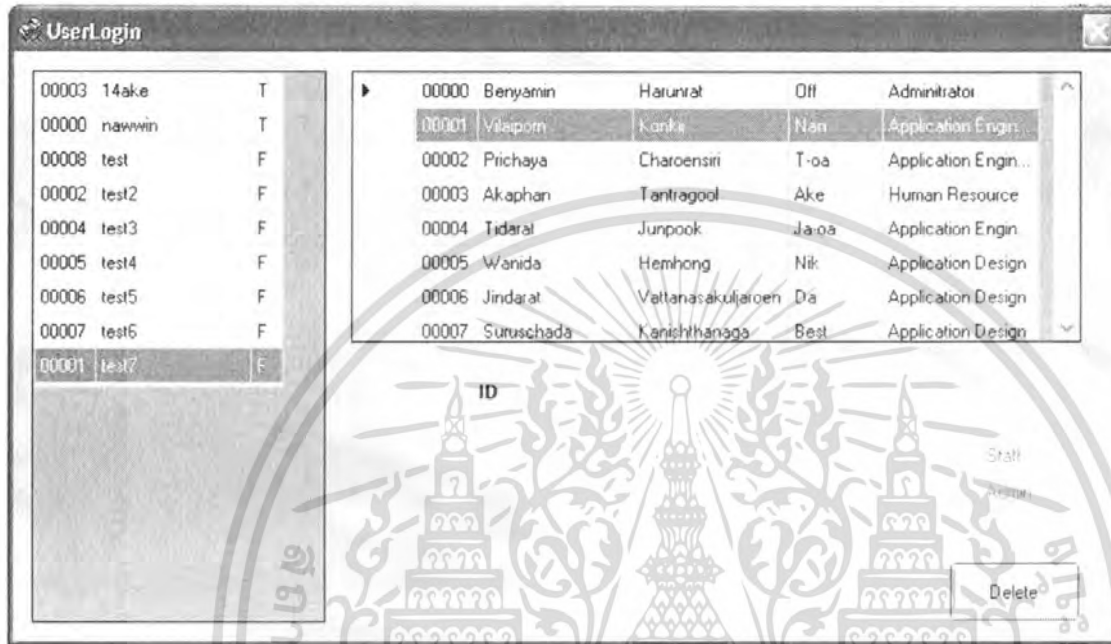 UserLogin
00003 14ake T
00000 nawwin T
00008 test F
00002 test2 F
00004 test3 F
00005 test4 F
00006 test5 F
00007 test6 F
00001 test7 F
00000 Benyamin Harunrat Off Adminitrator
00001 Vilaiporn Nan Application Engin...
00002 Prichaya Charoensiri T-oa Application Engin...
00003 Akaphan Tantragool Ake Human Resource
00004 Tidarat Junpook Ja-oa Application Engin
00005 Wanida Hemhong Nik Application Design
00006 Jindarat Vattanasakuljaroen Da Application Design
00007 Suruschada Kanishthanaga Best Application Design
ID
Staff
Admin
Delete